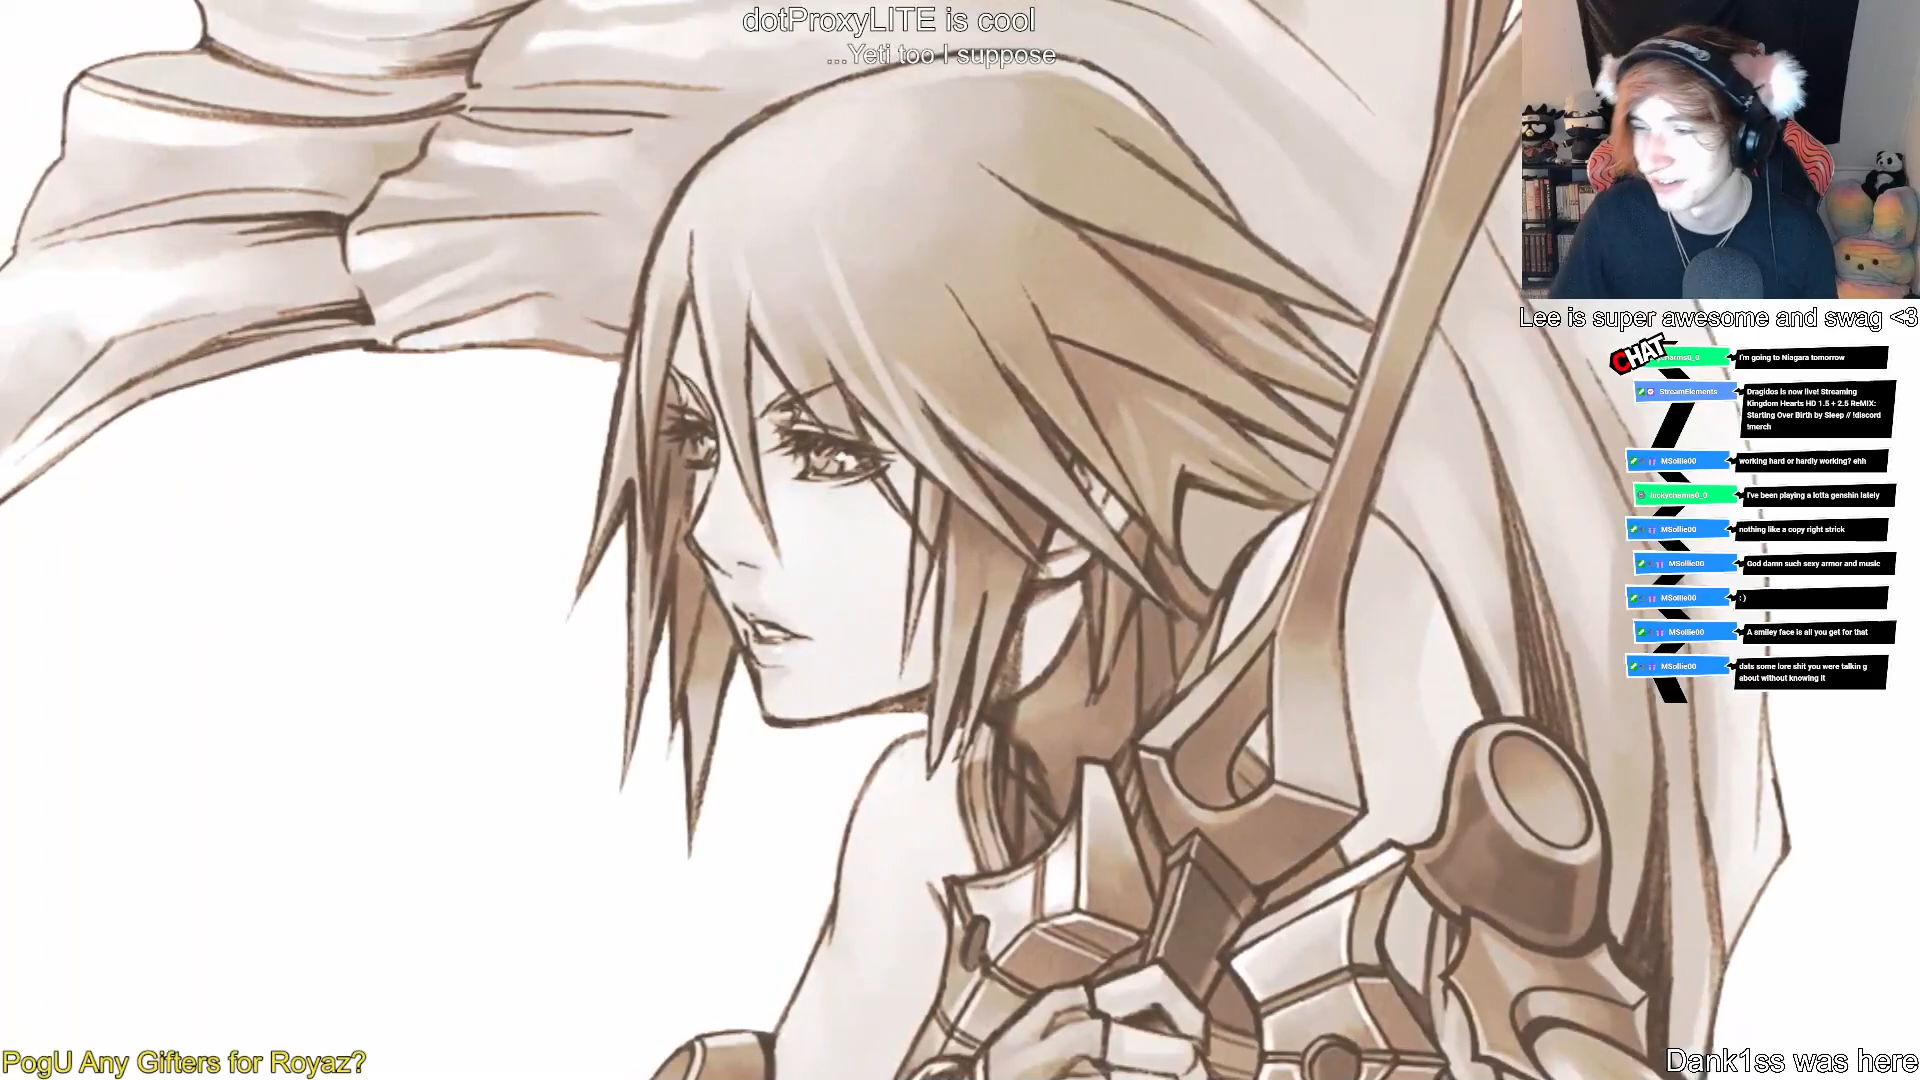 dotProxyLITE is cool
...Yeti too I suppose
Lee is super awesome and swag <3
CHAT
I'm going to Niagara tomorrow
StreamElements
Dragidos is now live! Streaming
Kingdom Hearts HD 1.5 + 2.5 ReMIX:
Starting Over Birth by Sleep // !discord
!merch
MSollie00
working hard or hardly working? ehh
luckycharms0_0
I've been playing a lotta genshin lately
MSollie00
nothing like a copy right strick
MSollie00
God damn such sexy armor and music
MSollie00
:)
MSollie00
A smiley face is all you get for that
MSollie00
dats some lore shit you were talkin g
about without knowing it
PogU Any Gifters for Royaz?
Dank1ss was here